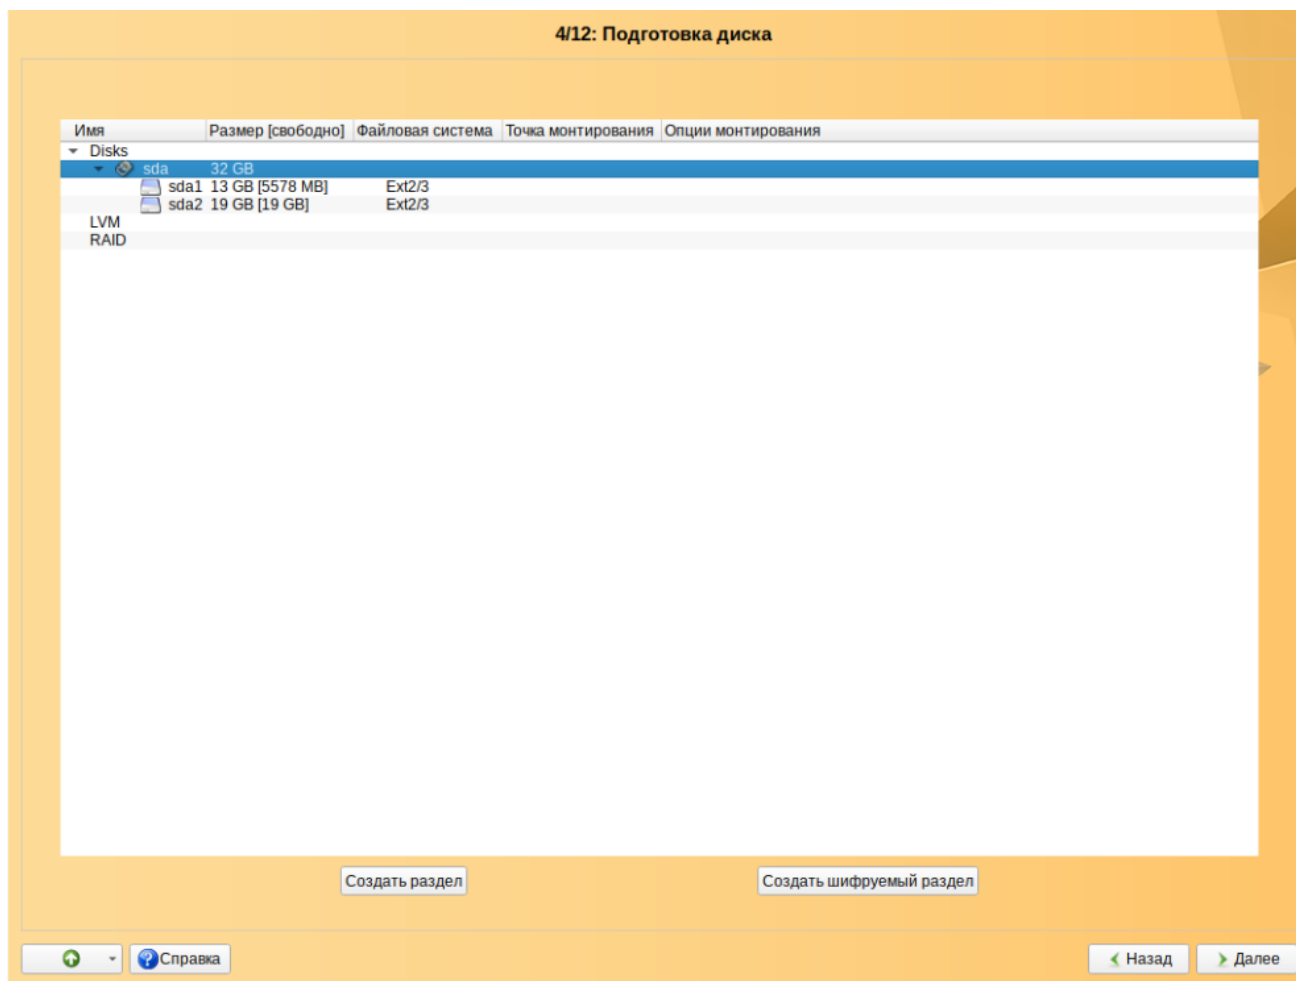 4/12: Подготовка диска
Имя Размер [свободно] Файловая система Точка монтирования Опции монтирования
Disks
sda 32 GB
sda1 13 GB [5578 MB] Ext2/3
sda2 19 GB [19 GB] Ext2/3
LVM
RAID
Создать раздел Создать шифруемый раздел
Справка Назад Далее